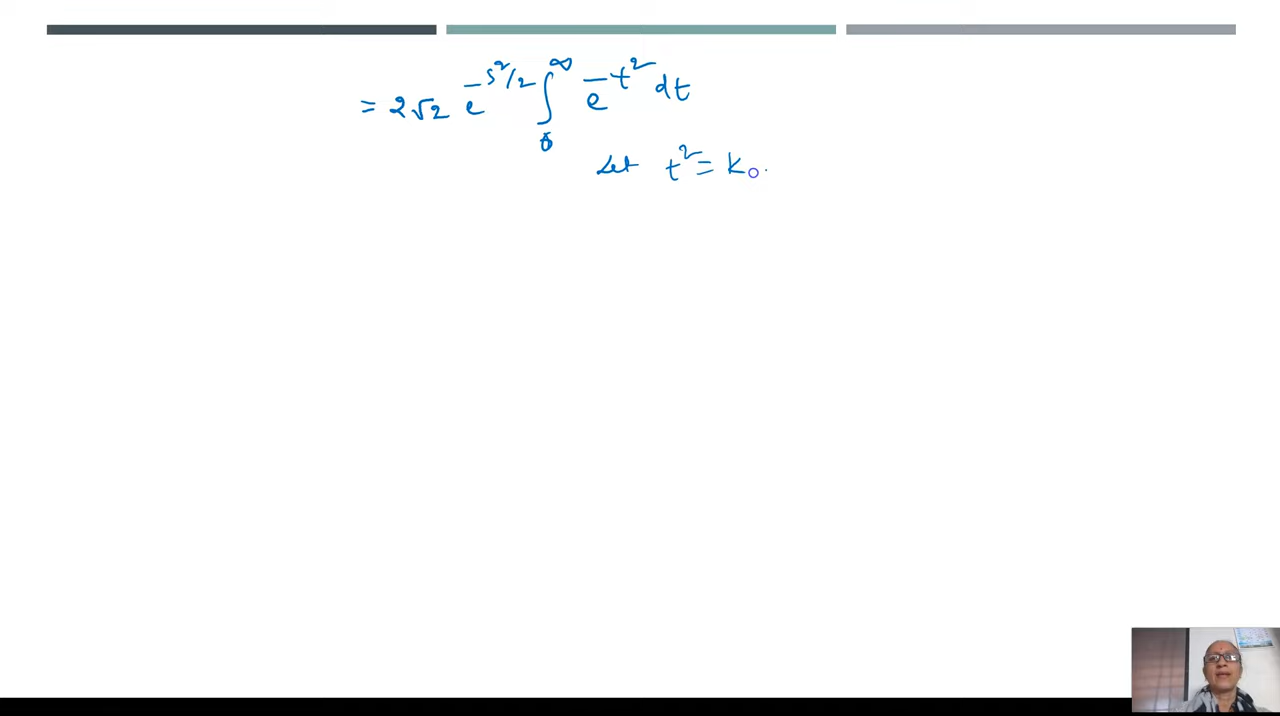 = 2√2 e^{-s²/2} ∫_0^∞ e^{-t²} dt
Let t² = k